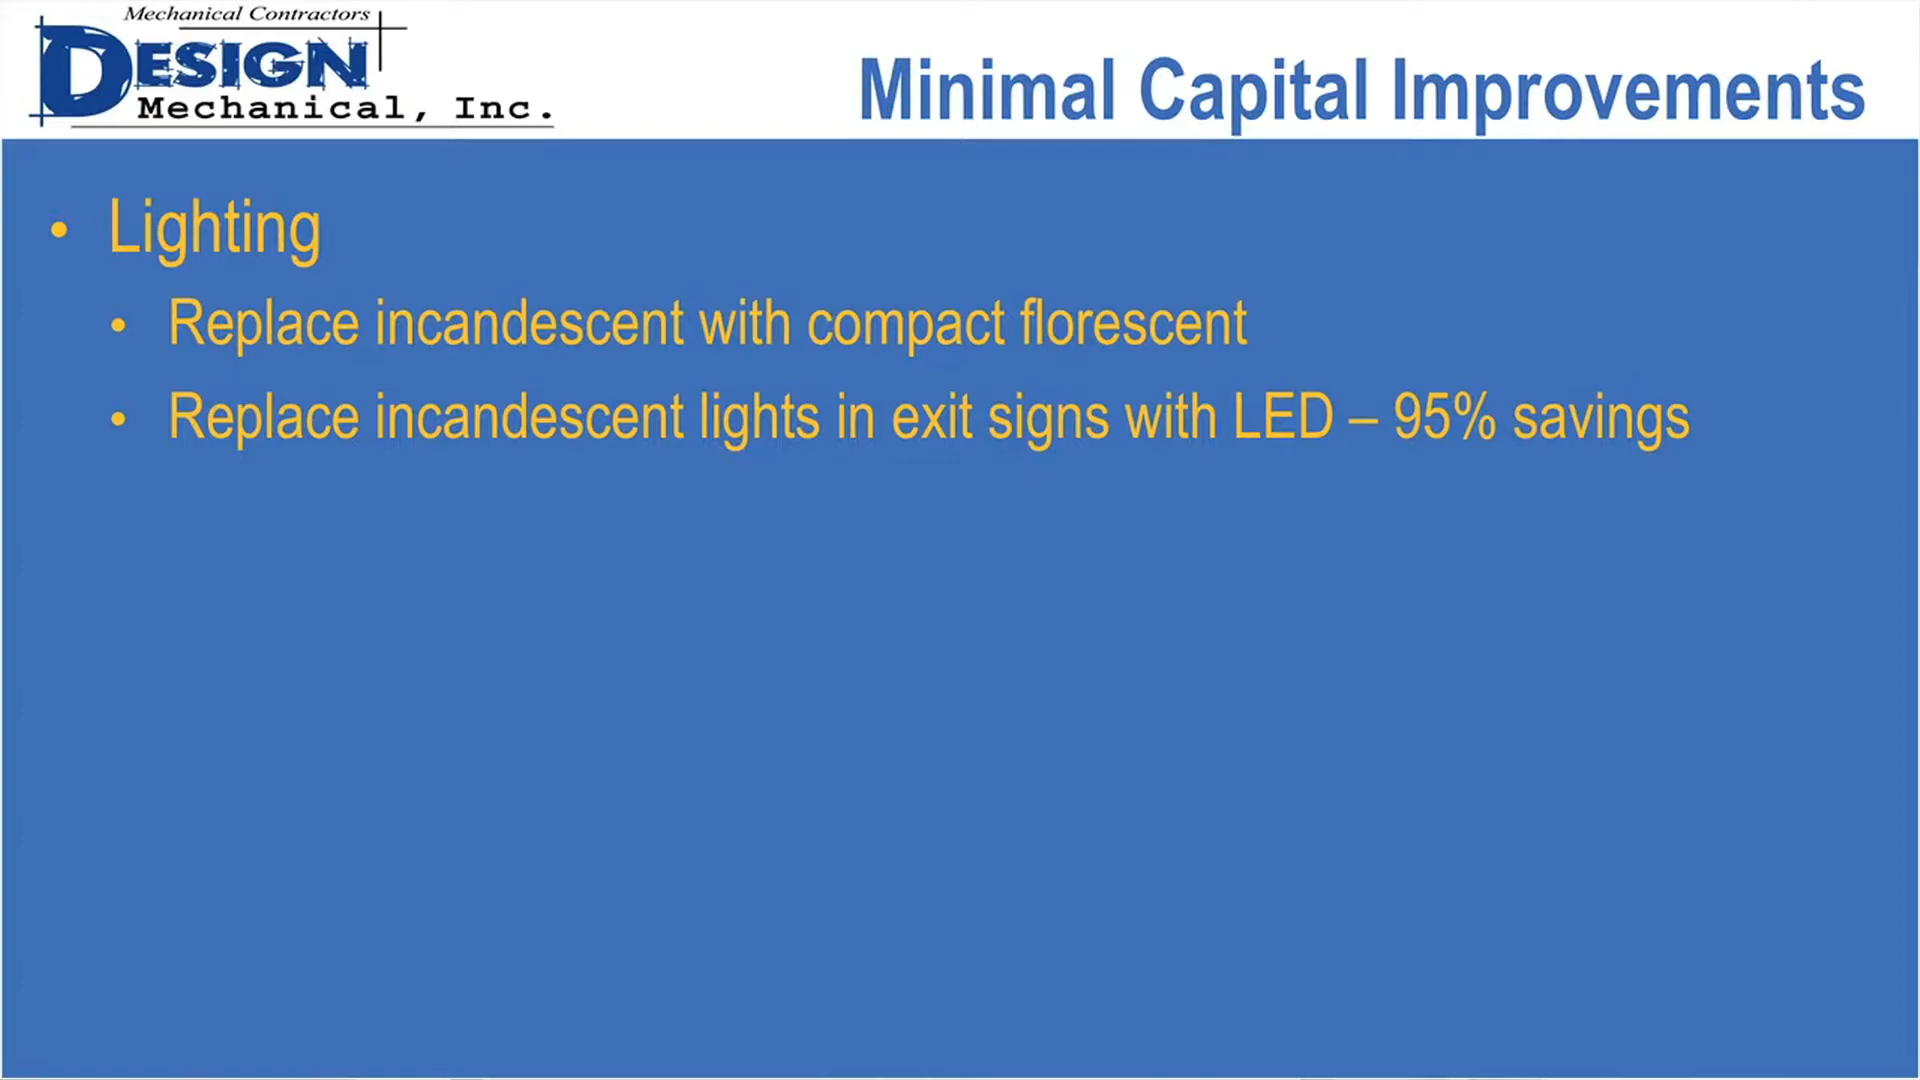 Mechanical Contractors
DESIGN
Mechanical, Inc.
Minimal Capital Improvements
• Lighting
• Replace incandescent with compact florescent
• Replace incandescent lights in exit signs with LED – 95% savings